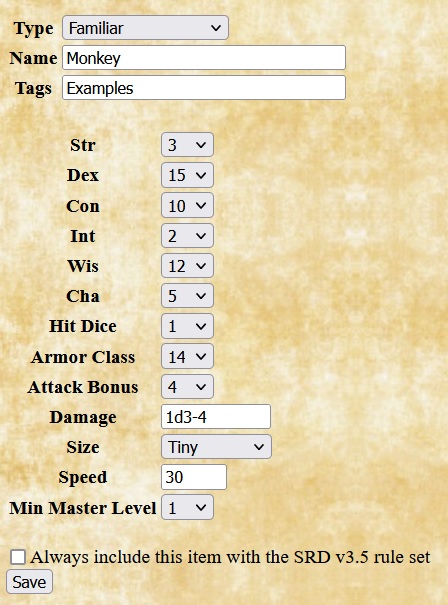 Type Familiar
Name Monkey
Tags Examples
Str 3
Dex 15
Con 10
Int 2
Wis 12
Cha 5
Hit Dice 1
Armor Class 14
Attack Bonus 4
Damage 1d3-4
Size Tiny
Speed 30
Min Master Level 1
Always include this item with the SRD v3.5 rule set
Save